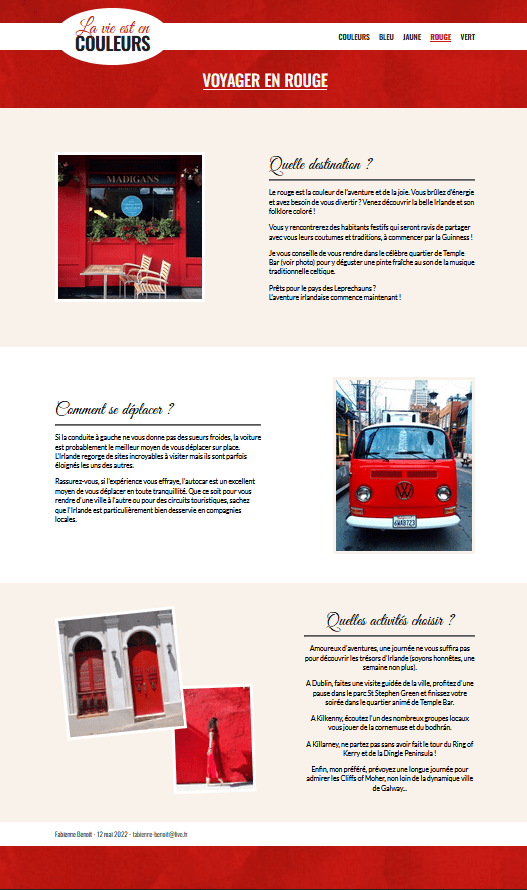 La vie est en
COULEURS
COULEURS BLEU JAUNE ROUGE VERT
VOYAGER EN ROUGE
MADIGANS
Quelle destination ?
Le rouge est la couleur de l'aventure et de la joie. Vous brûlez d'énergie
et avez besoin de vous divertir ? Venez découvrir la belle Irlande et son
folklore coloré !
Vous y rencontrerez des habitants festifs qui seront ravis de partager
avec vous leurs coutumes et traditions, à commencer par la Guinness !
Je vous conseille de vous rendre dans le célèbre quartier de Temple
Bar (voir photo) pour y déguster une pinte fraîche au son de la musique
traditionnelle celtique.
Prêts pour le pays des Leprechauns ?
L'aventure irlandaise commence maintenant !
Comment se déplacer ?
Si la conduite à gauche ne vous donne pas des sueurs froides, la voiture
est probablement le meilleur moyen de vous déplacer sur place.
L'Irlande regorge de sites incroyables à visiter mais ils sont parfois
éloignés les uns des autres.
Rassurez-vous, si l'expérience vous effraye, l'autocar est un excellent
moyen de vous déplacer en toute tranquillité. Que ce soit pour vous
rendre d'une ville à l'autre ou pour des circuits touristiques, sachez
que l'Irlande est particulièrement bien desservie en compagnies
locales.
Quelles activités choisir ?
Amoureux d'aventures, une journée ne vous suffira pas
pour découvrir les trésors d'Irlande (soyons honnêtes, une
semaine non plus).
A Dublin, faites une visite guidée de la ville, profitez d'une
pause dans le parc St Stephen Green et finissez votre
soirée dans le quartier animé de Temple Bar.
A Kilkenny, écoutez l'un des nombreux groupes locaux
vous jouer de la cornemuse et du bodhrán.
A Killarney, ne partez pas sans avoir fait le tour du Ring of
Kerry et de la Dingle Peninsula !
Enfin, mon préféré, prévoyez une longue journée pour
admirer les Cliffs of Moher, non loin de la dynamique ville
de Galway...
Fabienne Benoit - 12 mai 2022 - fabienne-benoit@live.fr